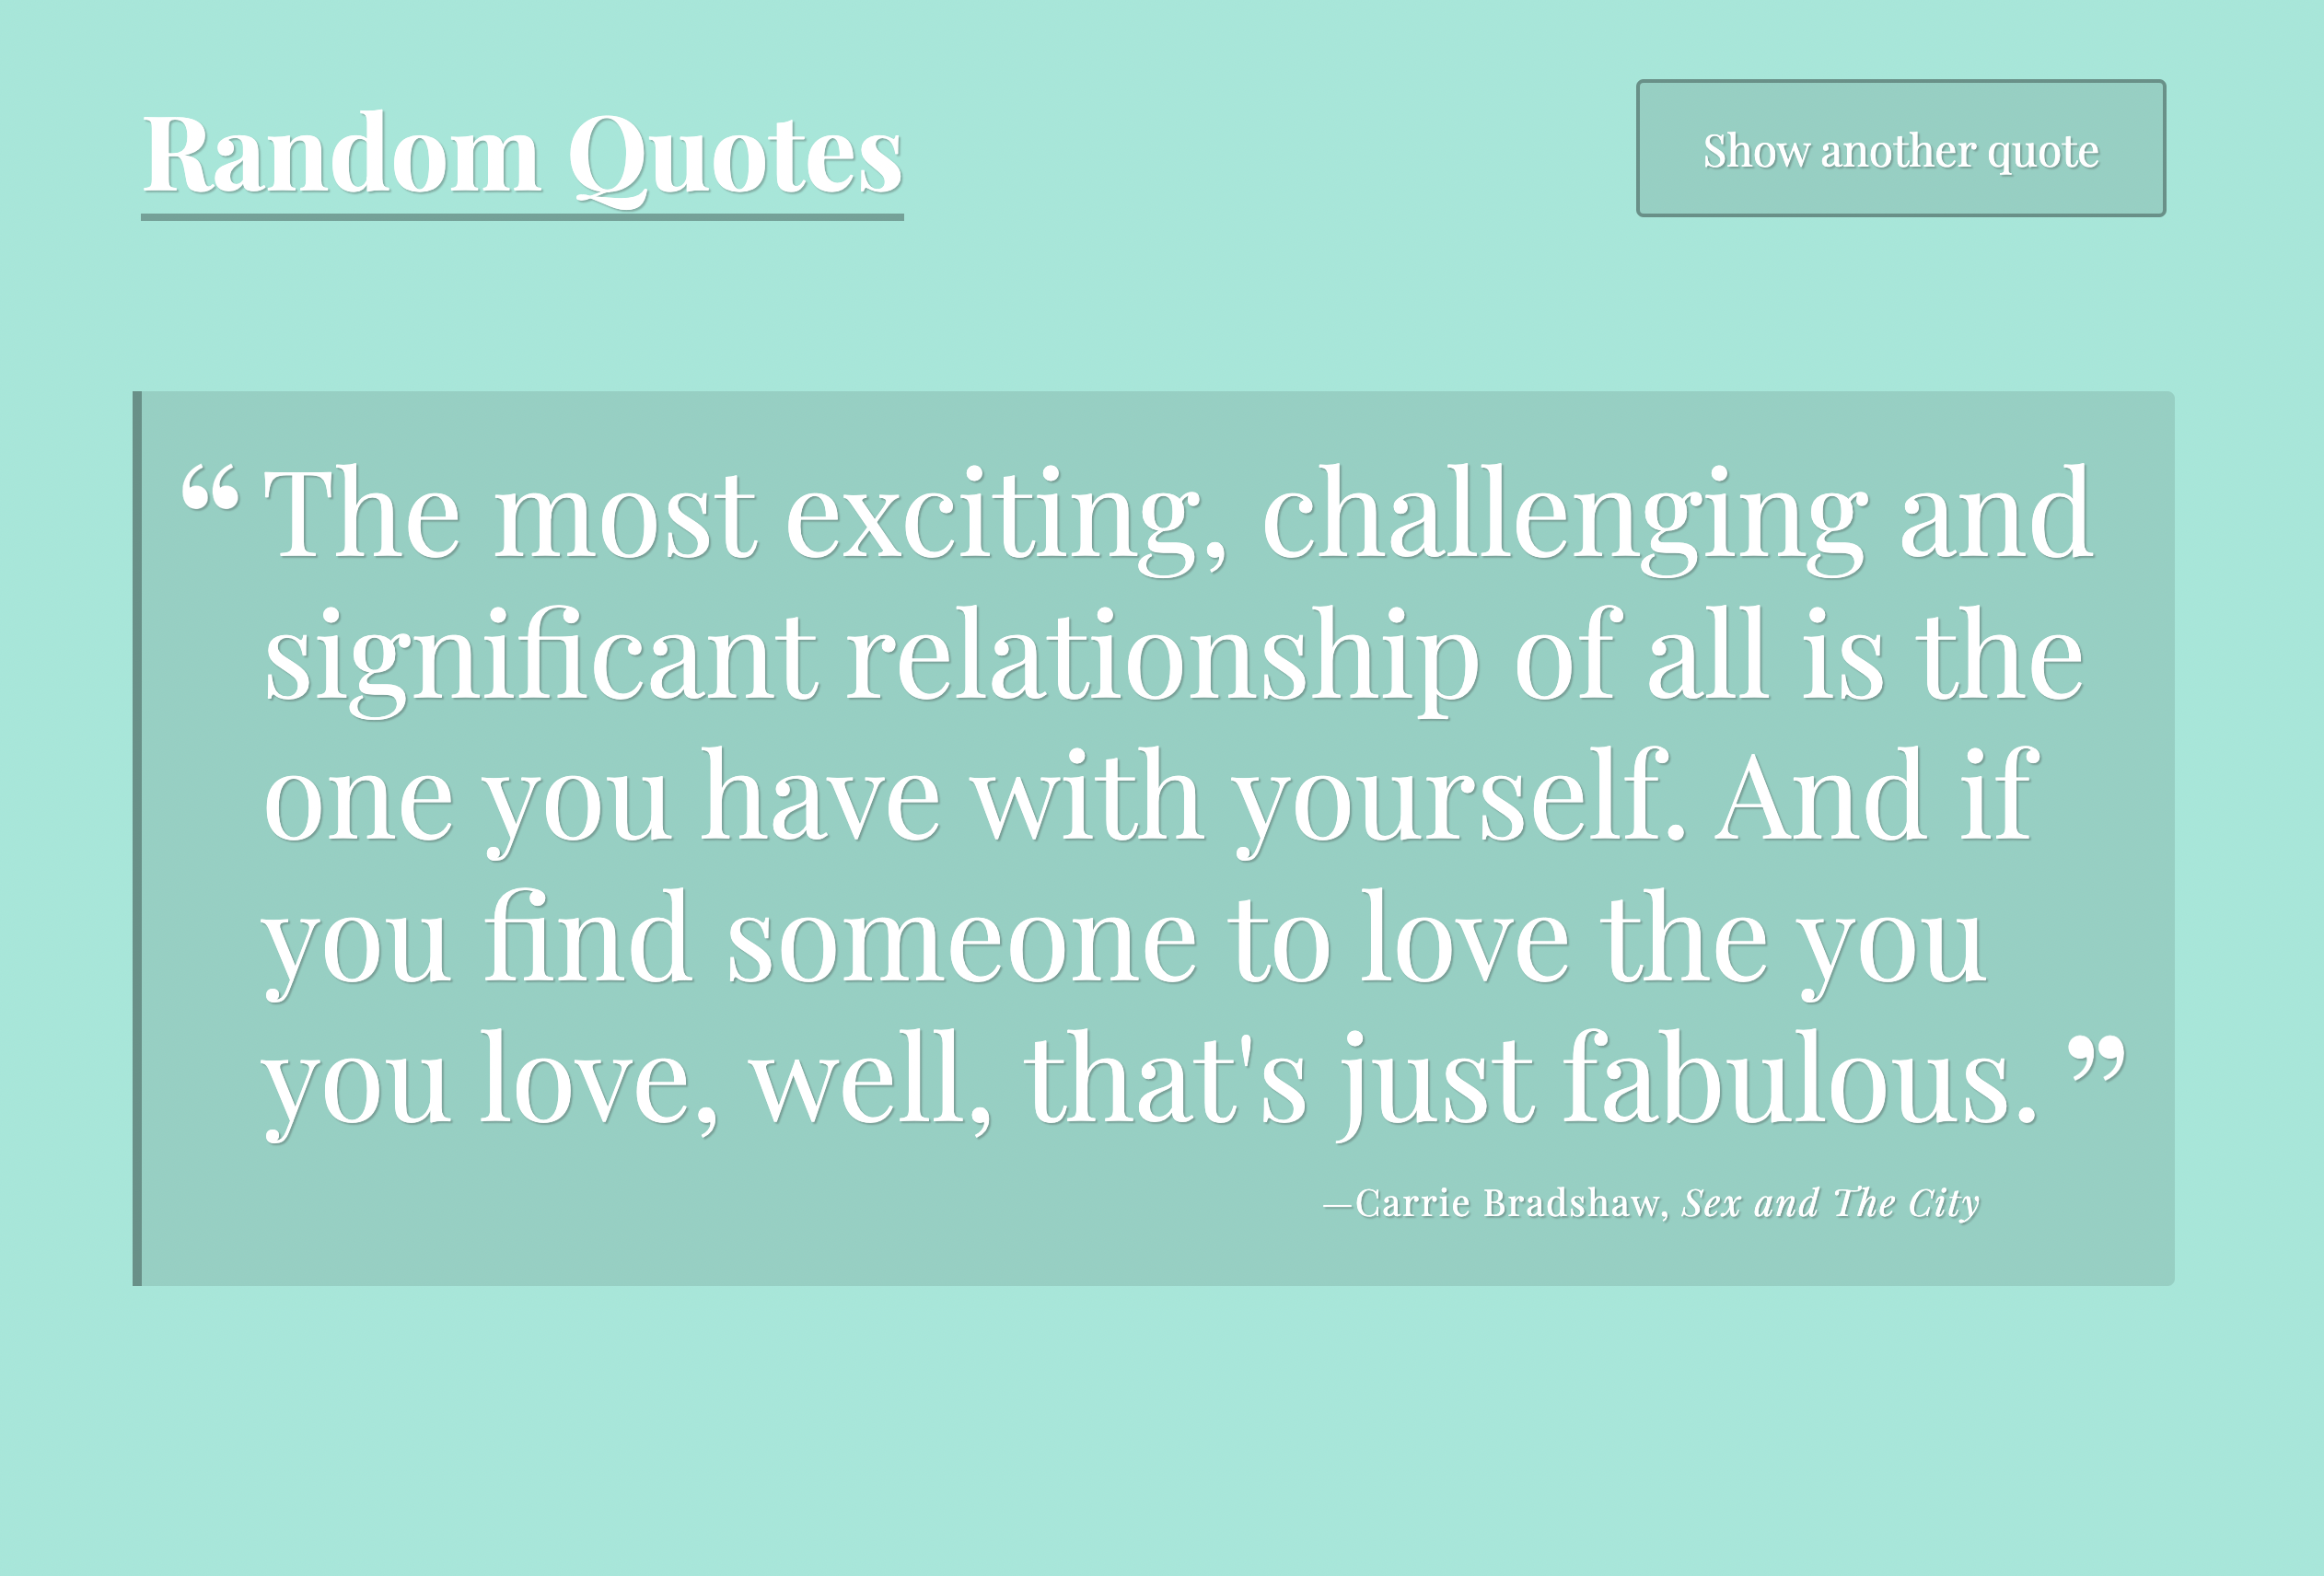 Random Quotes
Show another quote
“The most exciting, challenging and
significant relationship of all is the
one you have with yourself. And if
you find someone to love the you
you love, well, that's just fabulous.”
—Carrie Bradshaw, Sex and The City